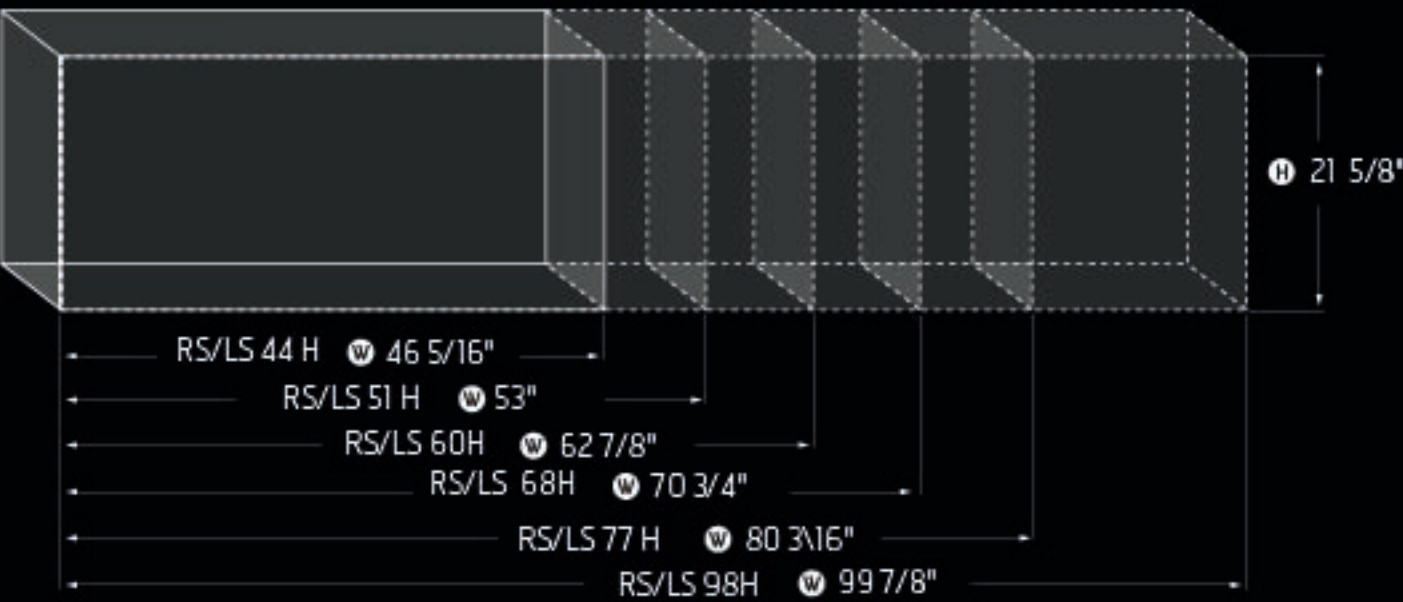 H 21 5/8"
RS/LS 44 H W 46 5/16"
RS/LS 51 H W 53"
RS/LS 60H W 62 7/8"
RS/LS 68H W 70 3/4"
RS/LS 77 H W 80 3\16"
RS/LS 98H W 99 7/8"